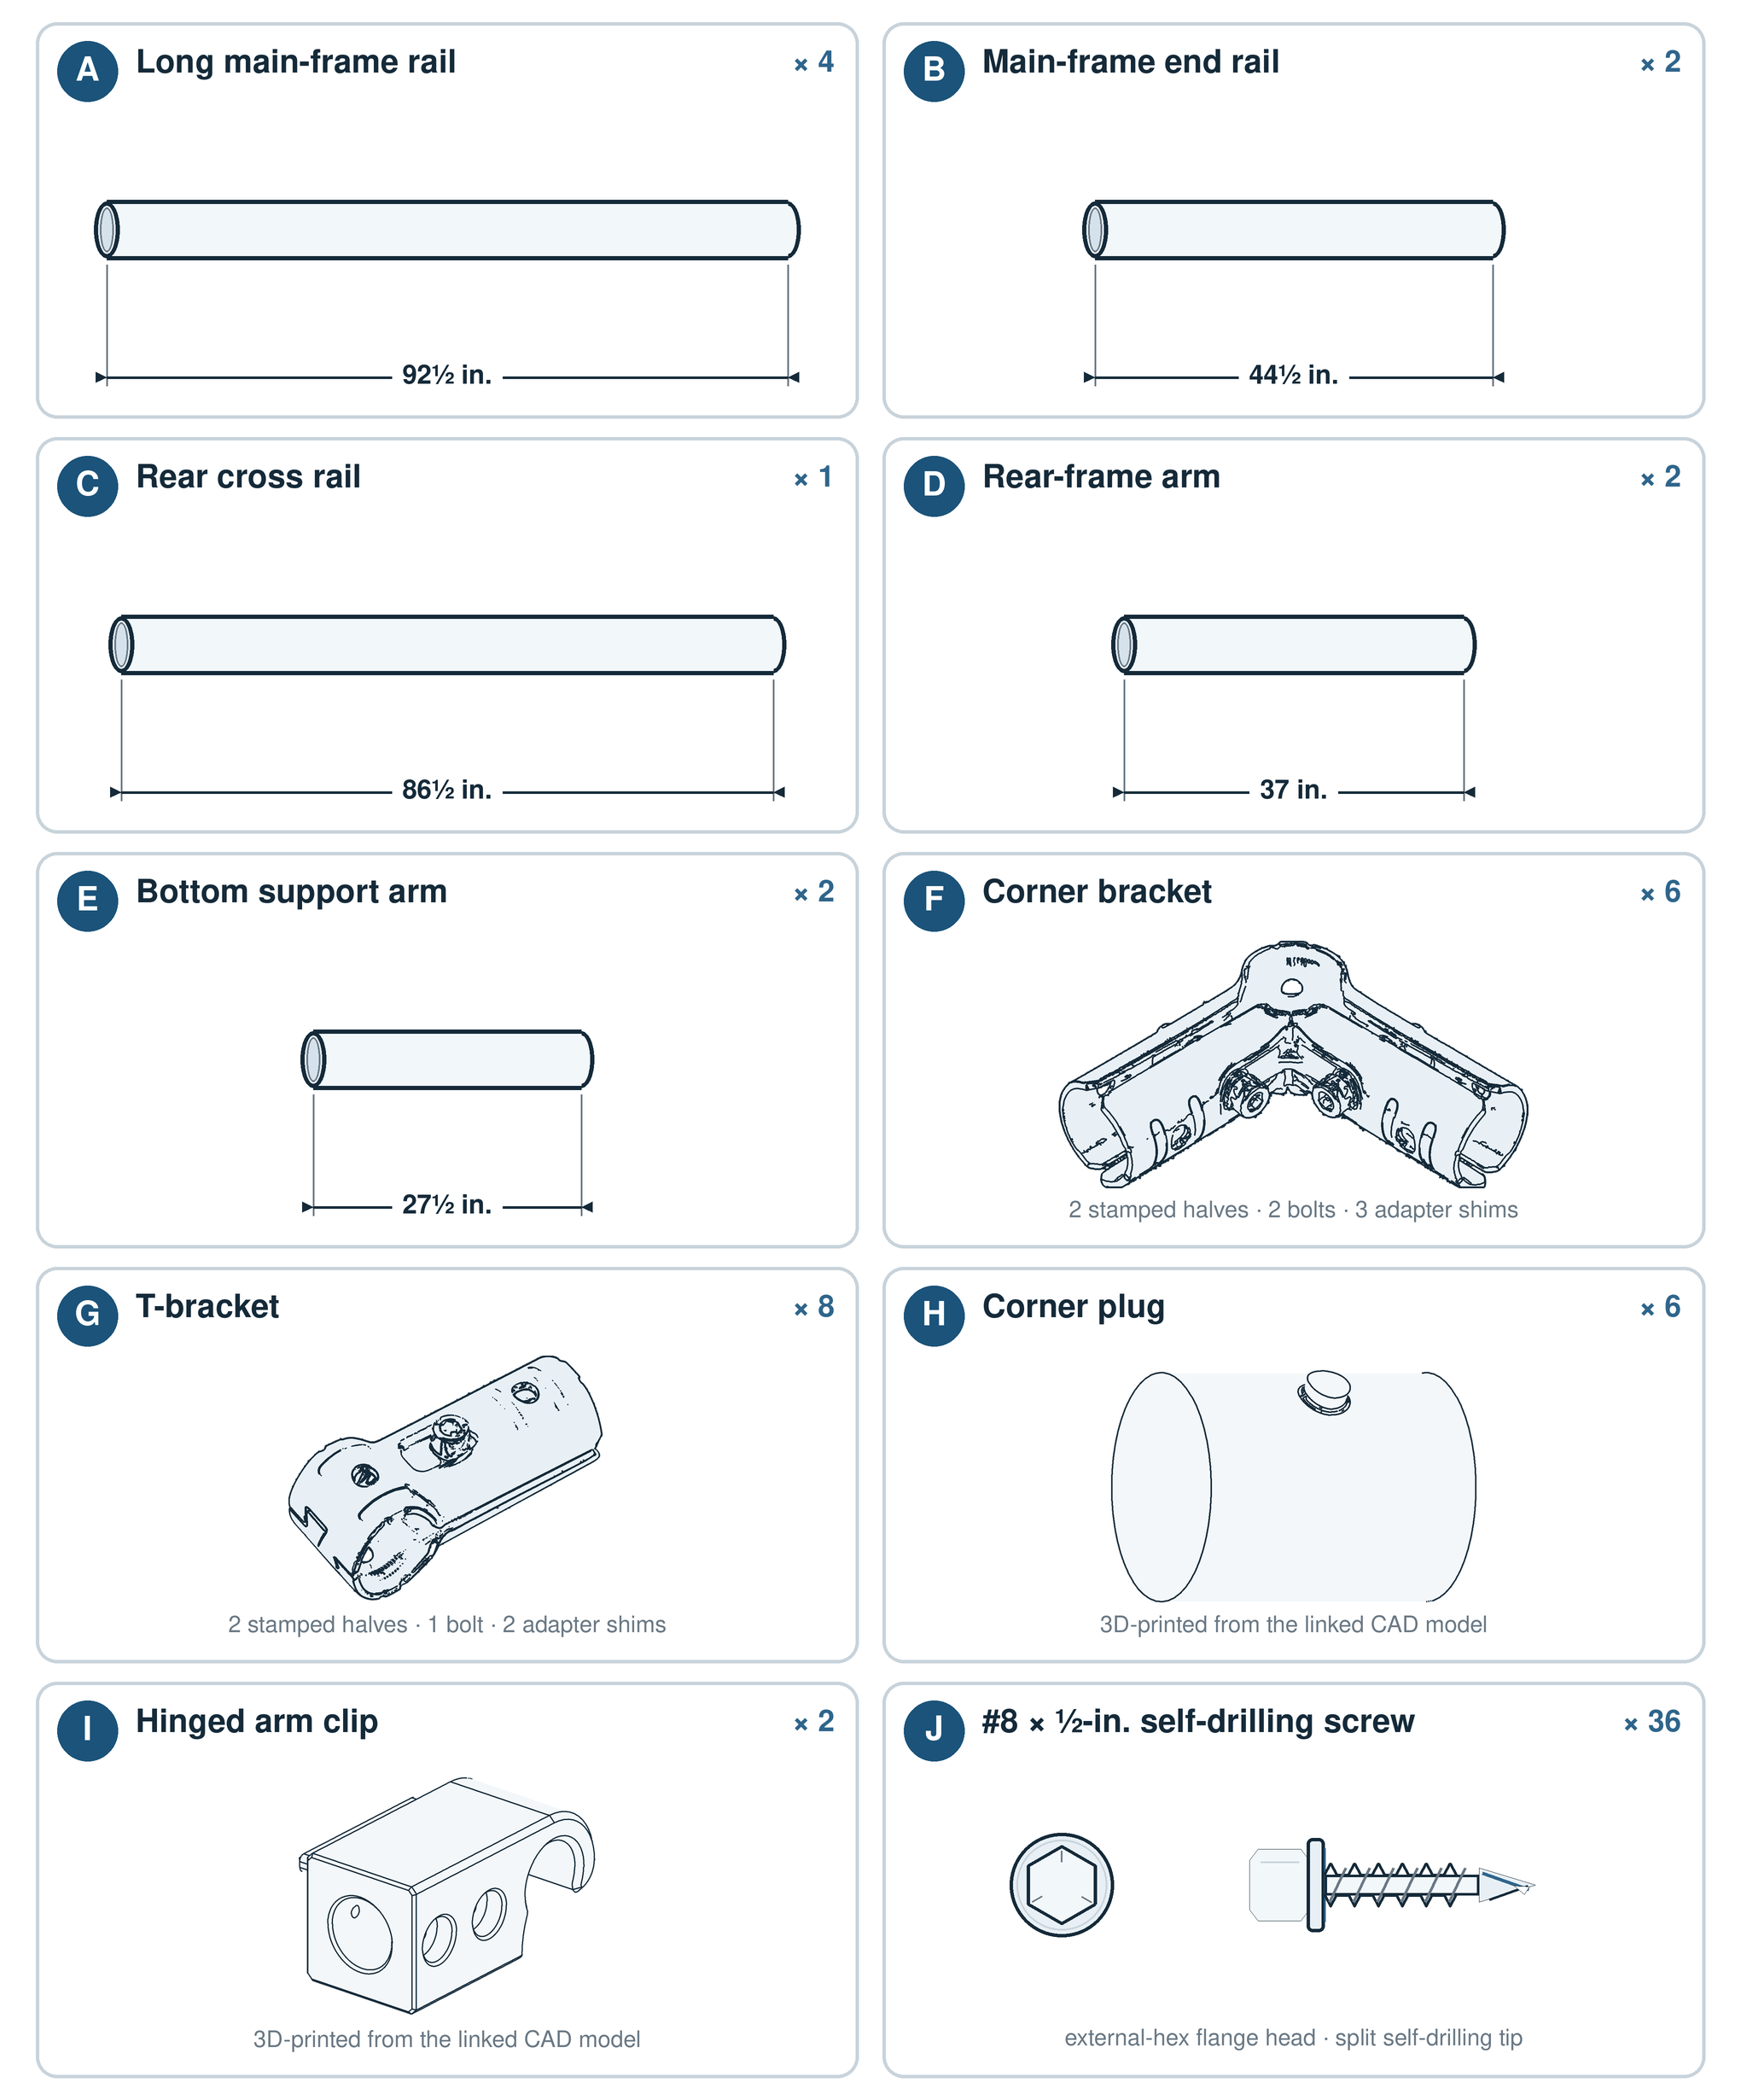 A Long main-frame rail × 4
92½ in.
B Main-frame end rail × 2
44½ in.
C Rear cross rail × 1
86½ in.
D Rear-frame arm × 2
37 in.
E Bottom support arm × 2
27½ in.
F Corner bracket × 6
2 stamped halves · 2 bolts · 3 adapter shims
G T-bracket × 8
2 stamped halves · 1 bolt · 2 adapter shims
H Corner plug × 6
3D-printed from the linked CAD model
I Hinged arm clip × 2
3D-printed from the linked CAD model
J #8 × ½-in. self-drilling screw × 36
external-hex flange head · split self-drilling tip